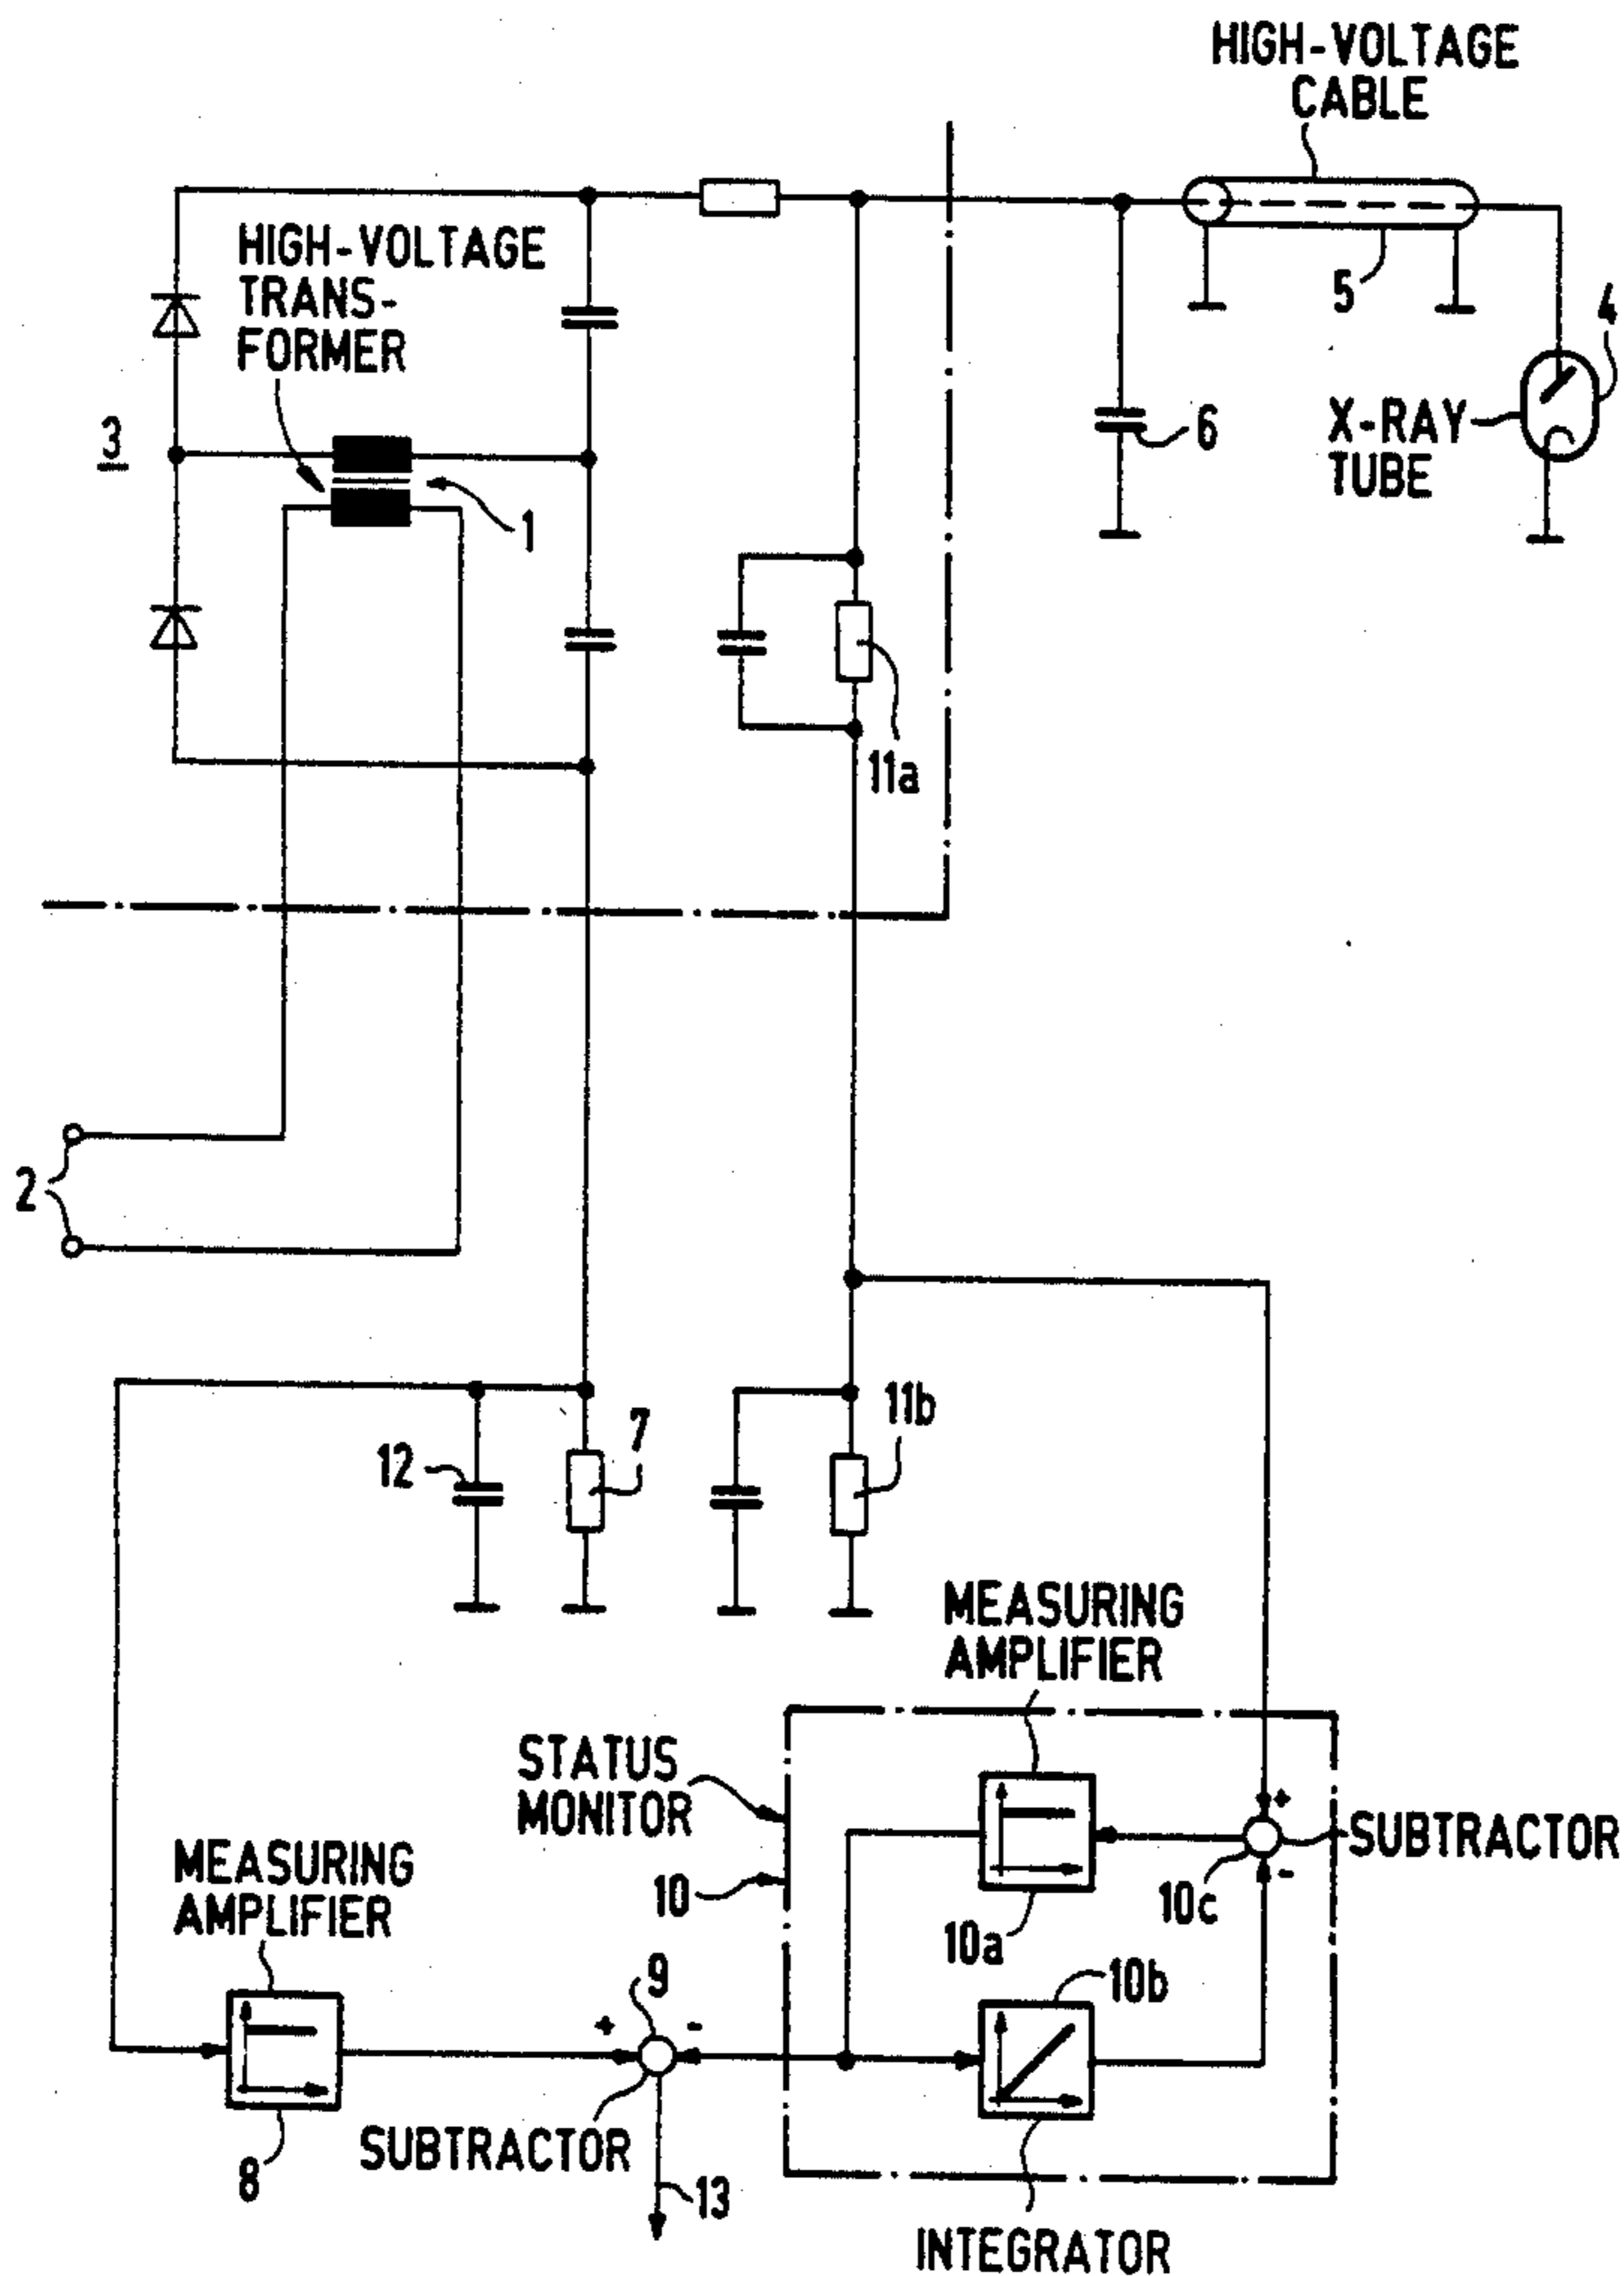 HIGH-VOLTAGE
CABLE
HIGH-VOLTAGE
TRANS-
FORMER
5
4
3
6
X-RAY
TUBE
1
11a
2
12
7
11b
MEASURING
AMPLIFIER
STATUS
MONITOR
+
SUBTRACTOR
MEASURING
AMPLIFIER
10
10c
-
10a
9
10b
+
-
SUBTRACTOR
8
13
INTEGRATOR